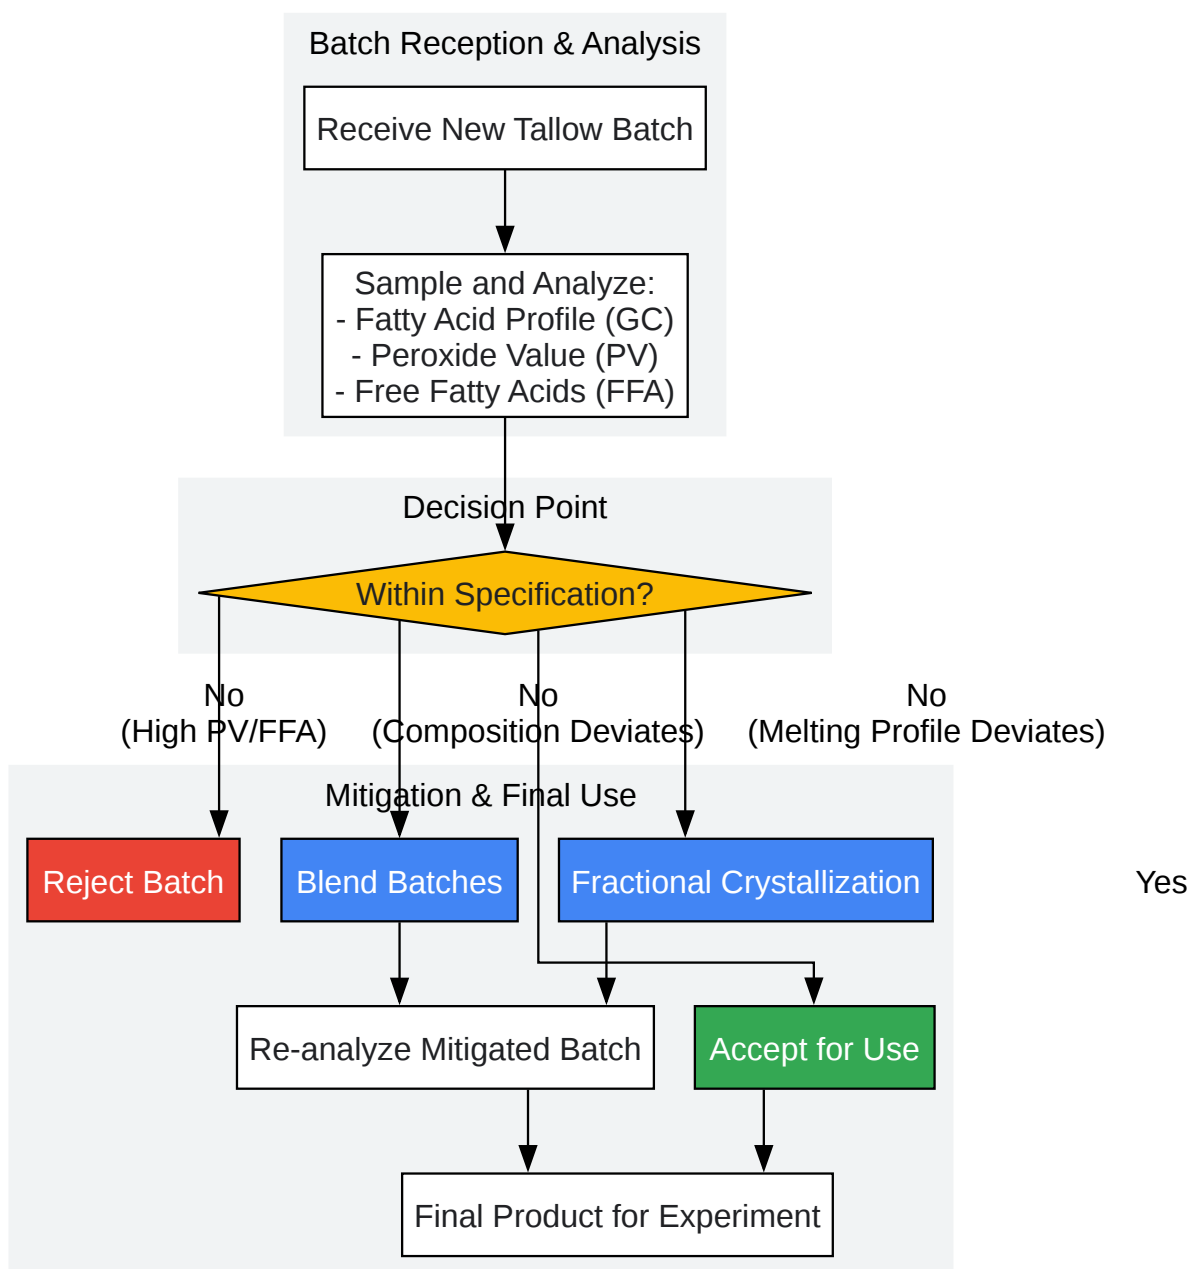 Batch Reception & Analysis
Receive New Tallow Batch
Sample and Analyze:
- Fatty Acid Profile (GC)
- Peroxide Value (PV)
- Free Fatty Acids (FFA)
Decision Point
Within Specification?
No
(High PV/FFA)
No
(Composition Deviates)
No
(Melting Profile Deviates)
Mitigation & Final Use
Reject Batch
Blend Batches
Fractional Crystallization
Yes
Re-analyze Mitigated Batch
Accept for Use
Final Product for Experiment